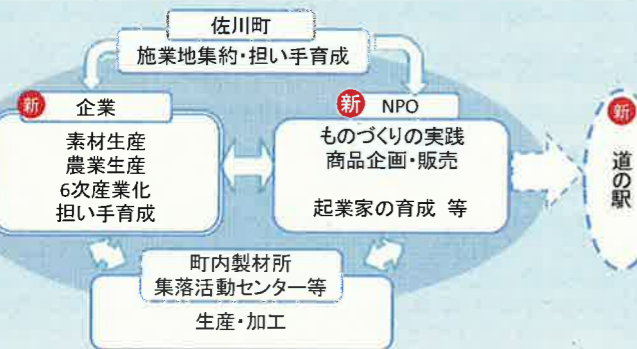 佐川町
施業地集約・担い手育成
新 企業
素材生産
農業生産
6次産業化
担い手育成
新 NPO
ものづくりの実践
商品企画・販売
起業家の育成 等
新 道の駅
町内製材所
集落活動センター等
生産・加工